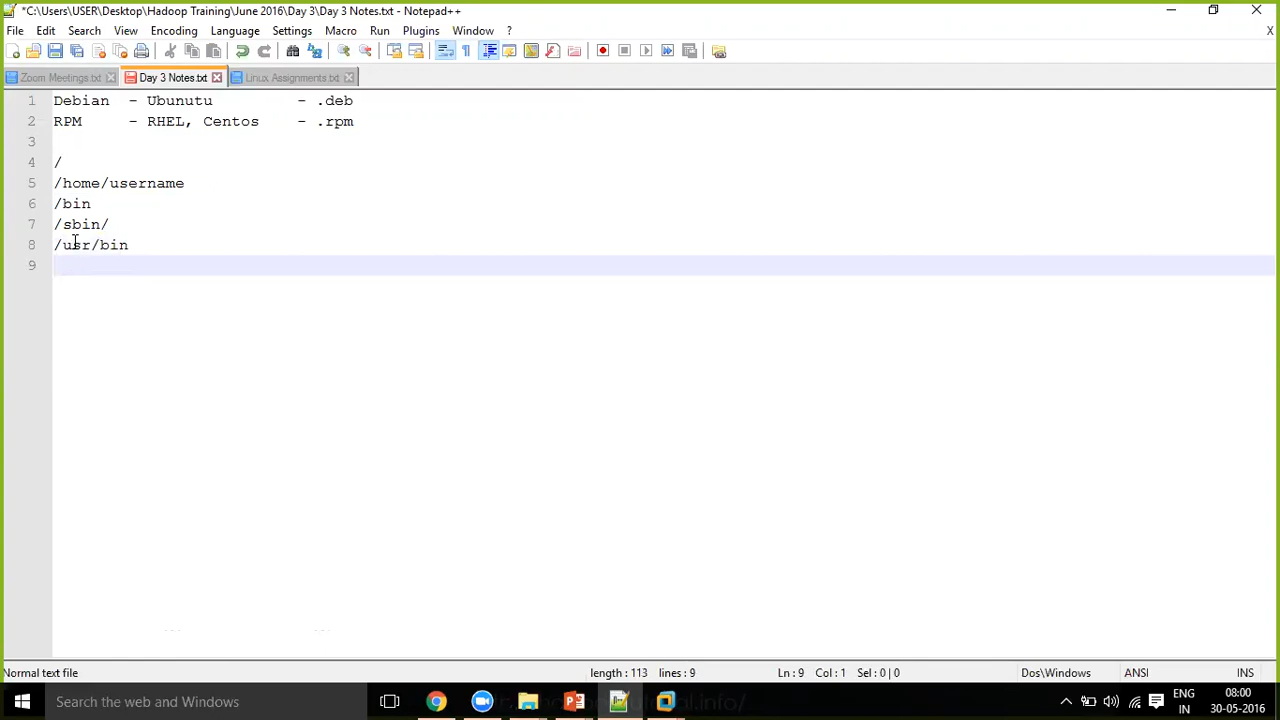 *C:\Users\USER\Desktop\Hadoop Training\June 2016\Day 3\Day 3 Notes.txt - Notepad++
File Edit Search View Encoding Language Settings Macro Run Plugins Window ? X
Zoom Meetings.txt Day 3 Notes.txt Linux Assignments.txt
1 Debian - Ubunutu - .deb
2 RPM - RHEL, Centos - .rpm
3
4 /
5 /home/username
6 /bin
7 /sbin/
8 /usr/bin
9
Normal text file length : 113 lines : 9 Ln : 9 Col : 1 Sel : 0 | 0 Dos\Windows ANSI INS
Search the web and Windows ENG 08:00
IN 30-05-2016